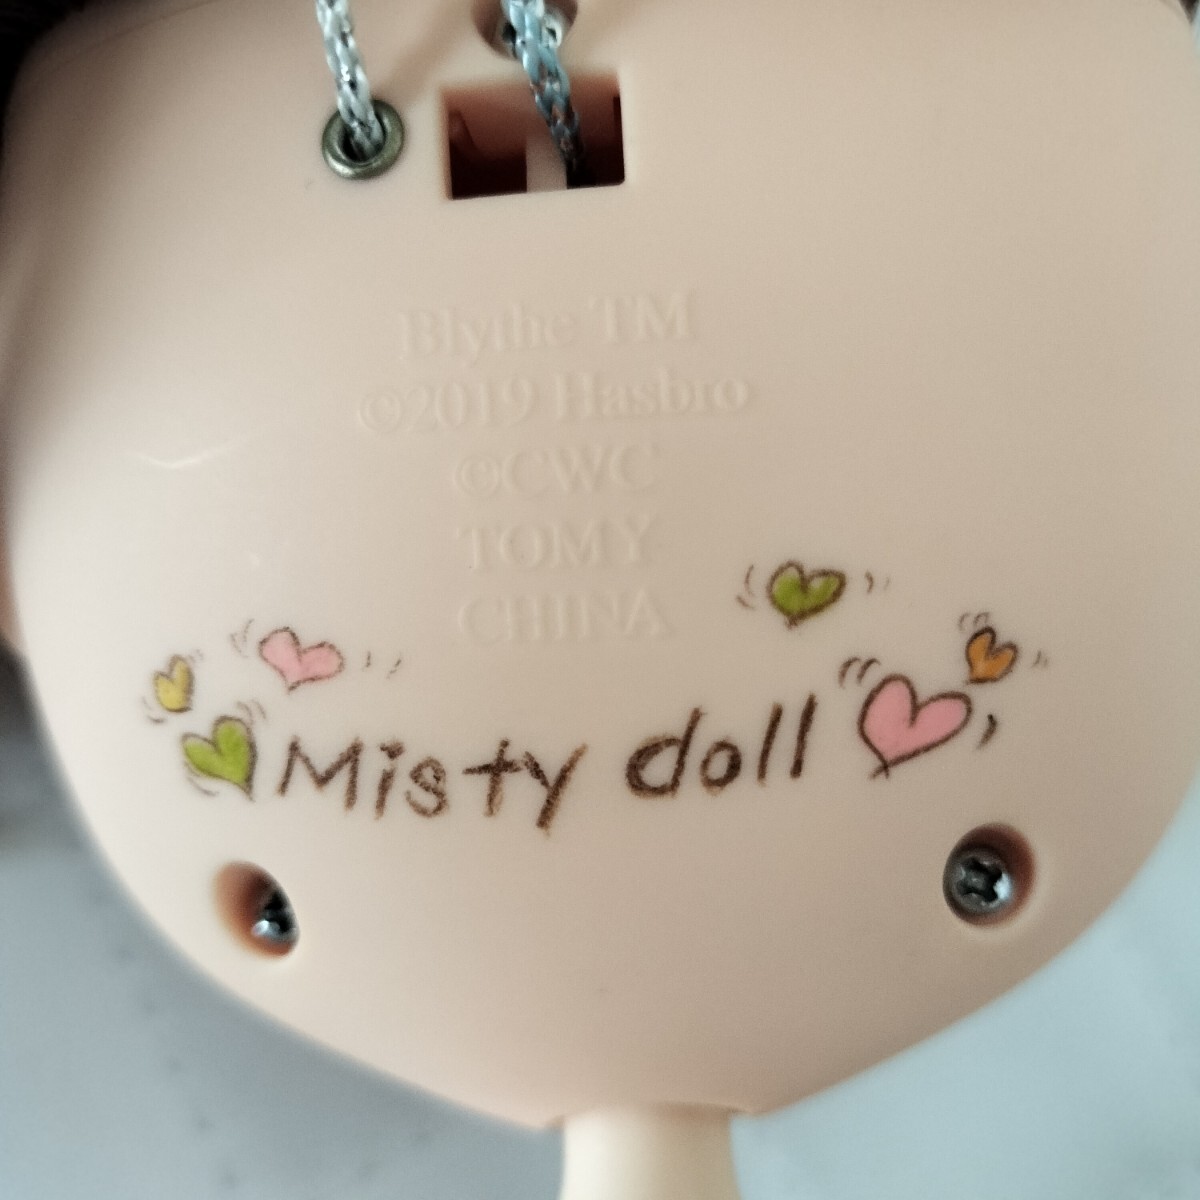 Blythe TM
©2019 Hasbro
©CWC
TOMY
CHINA
Misty doll